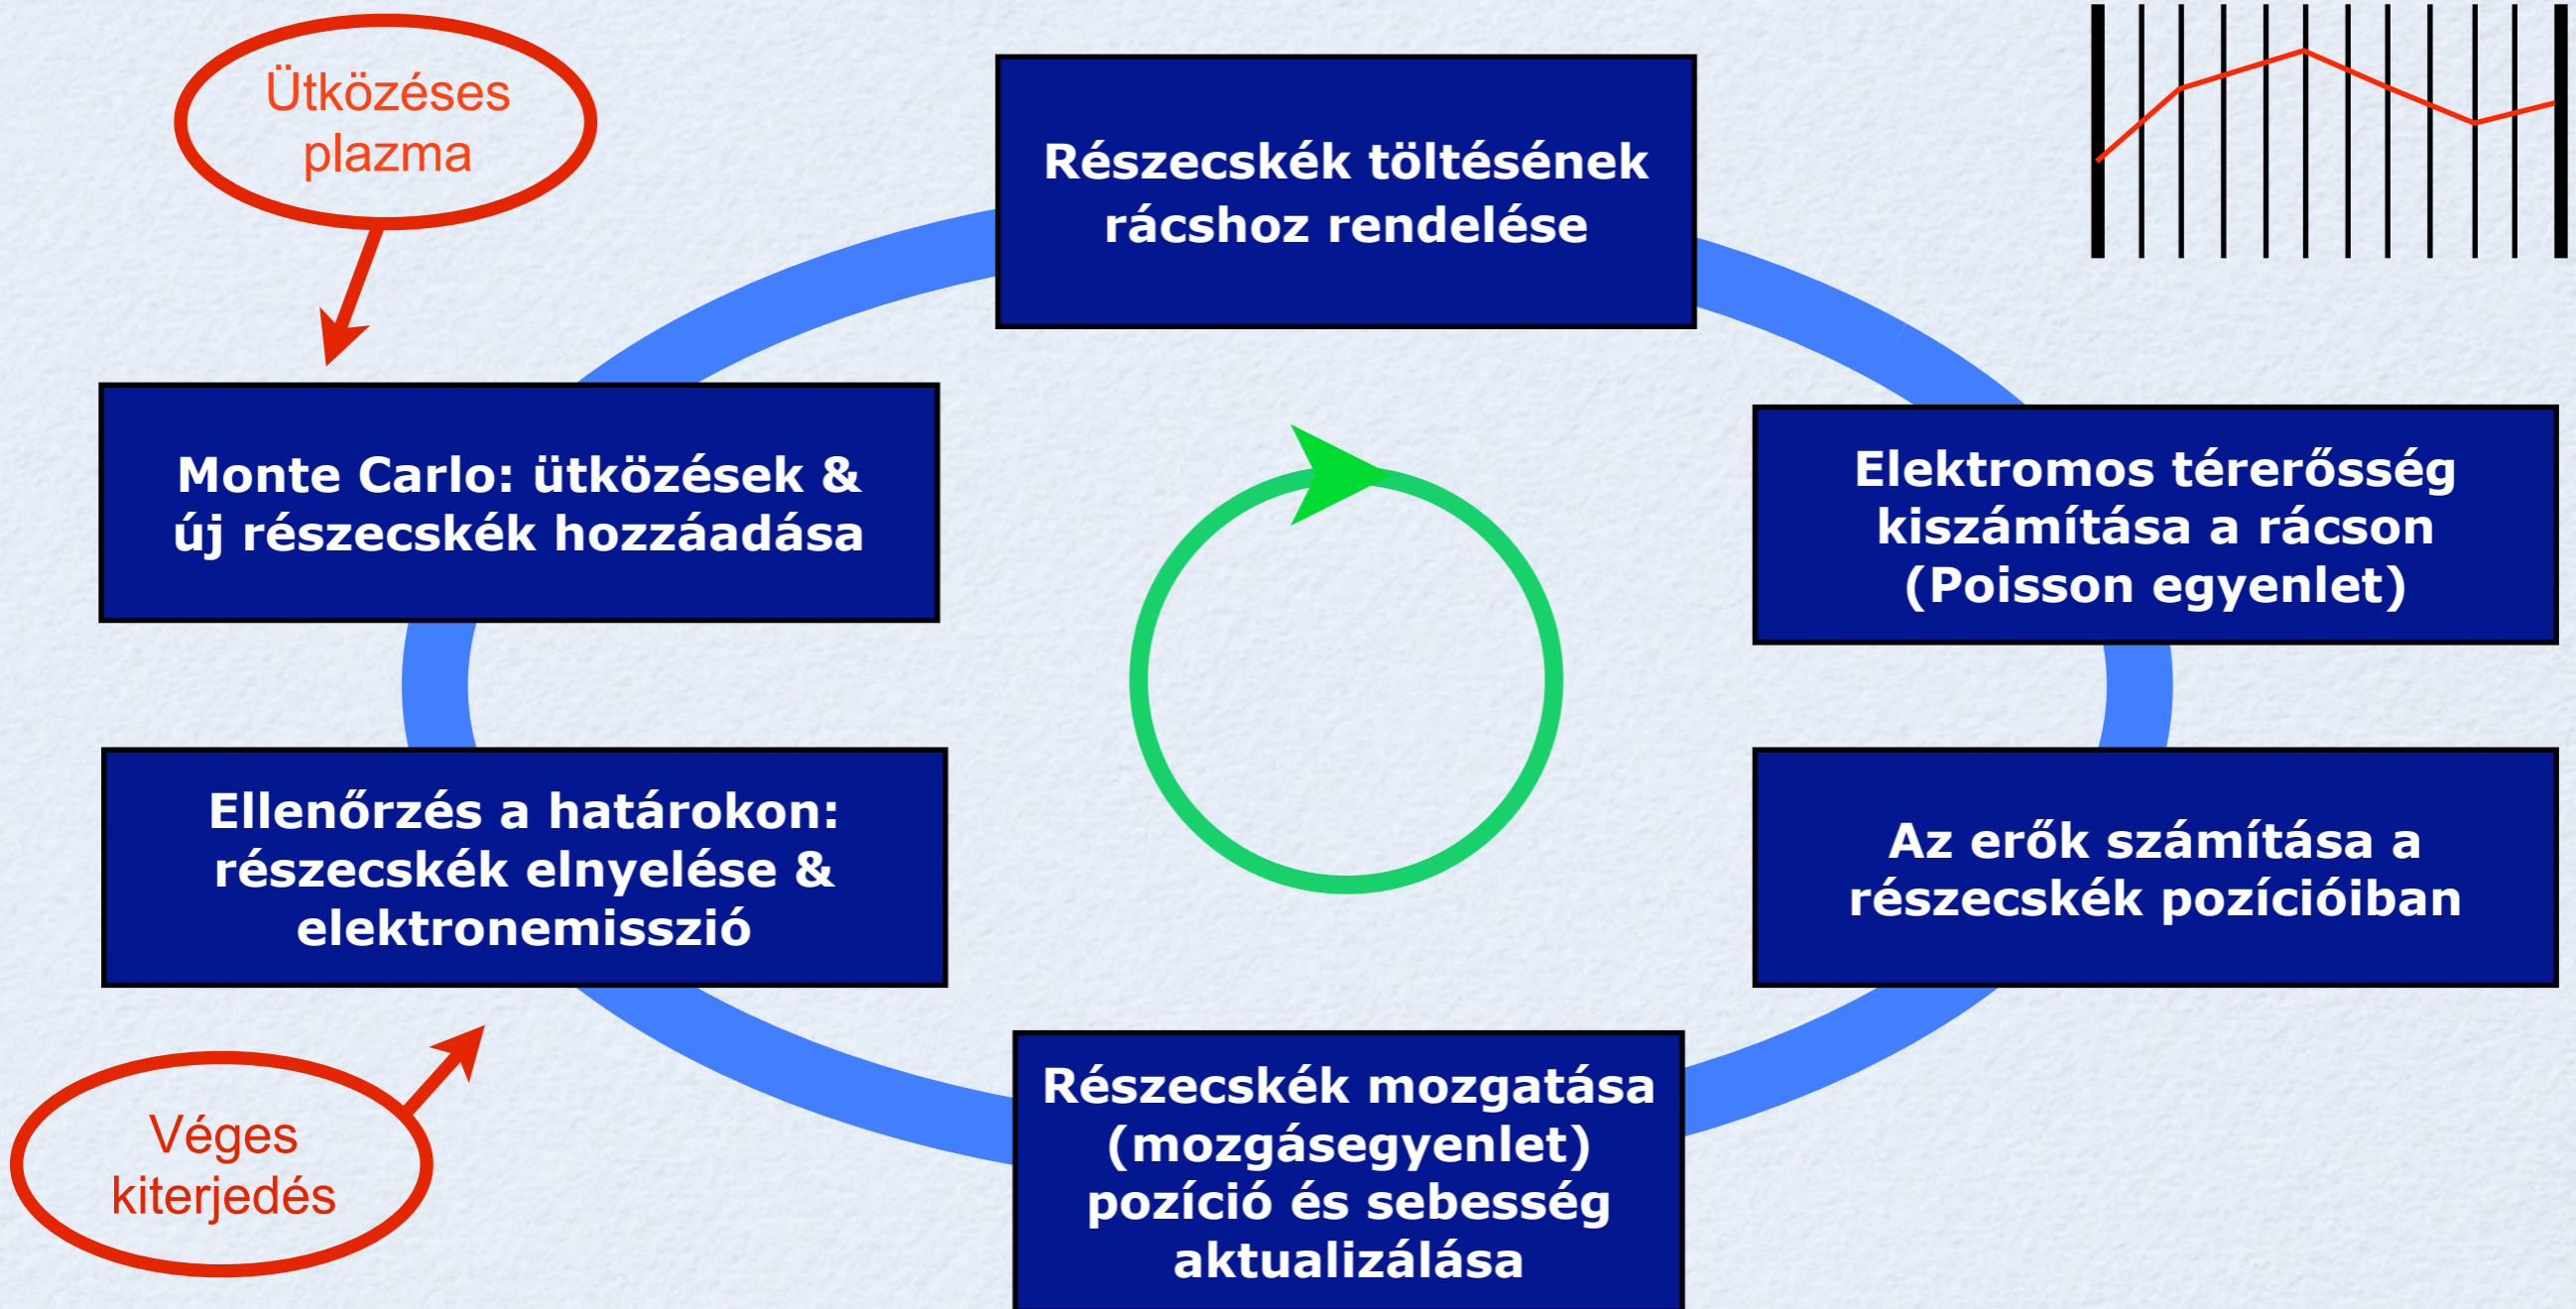 Ütközéses
plazma
Részecskék töltésének
rácshoz rendelése
Elektromos térerősség
kiszámítása a rácson
(Poisson egyenlet)
Az erők számítása a
részecskék pozícióiban
Részecskék mozgatása
(mozgásegyenlet)
pozíció és sebesség
aktualizálása
Ellenőrzés a határokon:
részecskék elnyelése &
elektronemisszió
Véges
kiterjedés
Monte Carlo: ütközések &
új részecskék hozzáadása